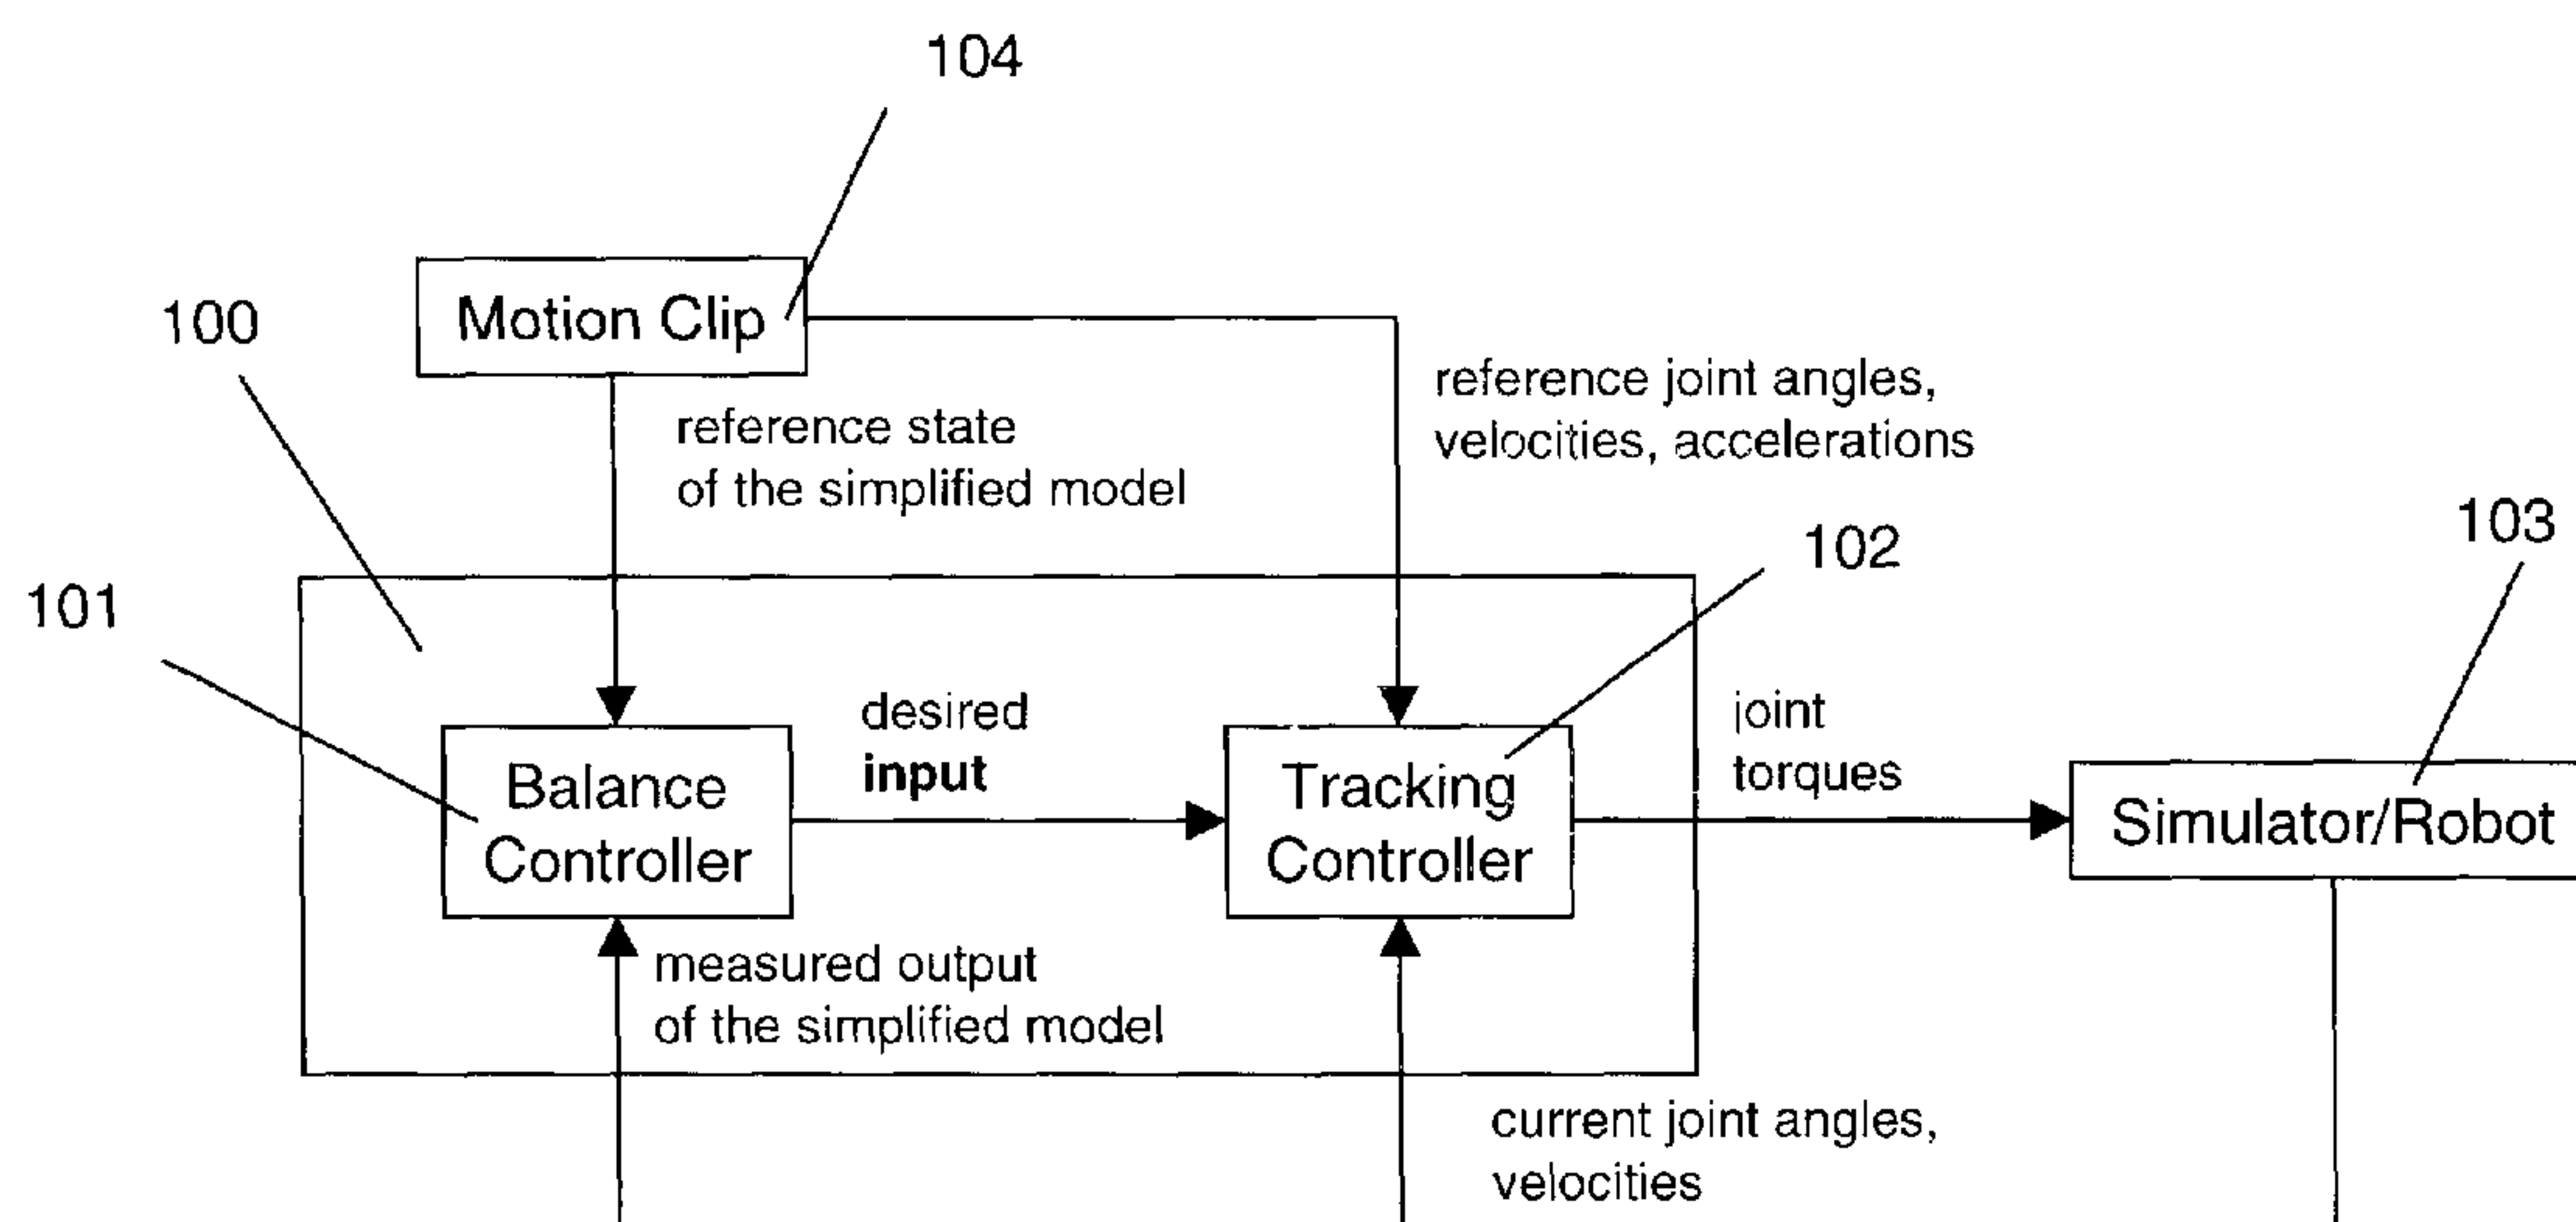 104
Motion Clip
100
reference joint angles,
velocities, accelerations
reference state
of the simplified model
103
102
101
desired
input
joint
torques
Balance
Controller
Tracking
Controller
Simulator/Robot
measured output
of the simplified model
current joint angles,
velocities